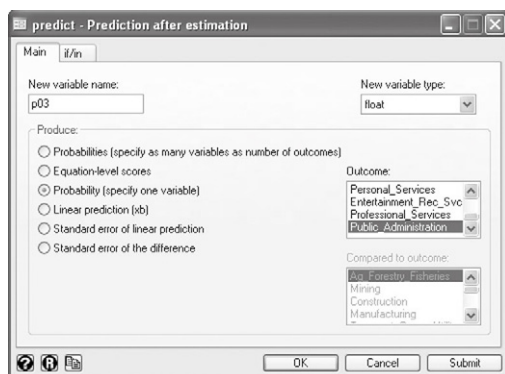 predict - Prediction after estimation
Main
if/in
New variable name:
New variable type:
p03
float
Produce:
Probabilities (specify as many variables as number of outcomes)
Equation-level scores
Probability (specify one variable)
Linear prediction (xb)
Standard error of linear prediction
Standard error of the difference
Outcome:
Personal_Services
Entertainment_Rec_Svc
Professional_Services
Public_Administration
Compared to outcome:
Ag_Forestry_Fisheries
Mining
Construction
Manufacturing
OK
Cancel
Submit